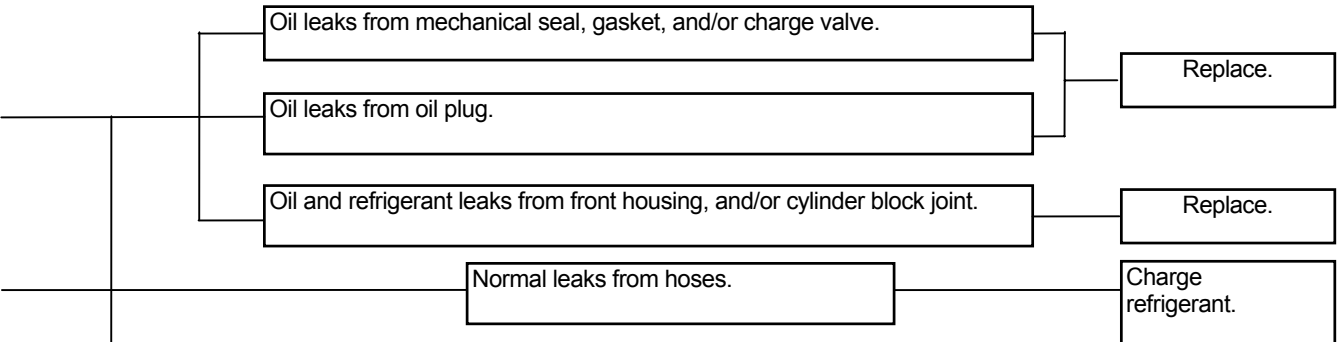 Oil leaks from mechanical seal, gasket, and/or charge valve.
Replace.
Oil leaks from oil plug.
Oil and refrigerant leaks from front housing, and/or cylinder block joint.
Replace.
Normal leaks from hoses.
Charge
refrigerant.